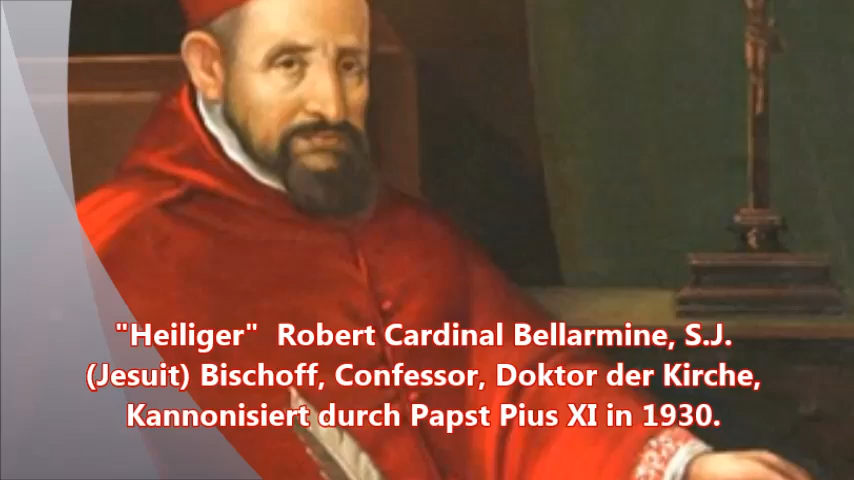 "Heiliger" Robert Cardinal Bellarmine, S.J.
(Jesuit) Bischoff, Confessor, Doktor der Kirche,
Kannonisiert durch Papst Pius XI in 1930.